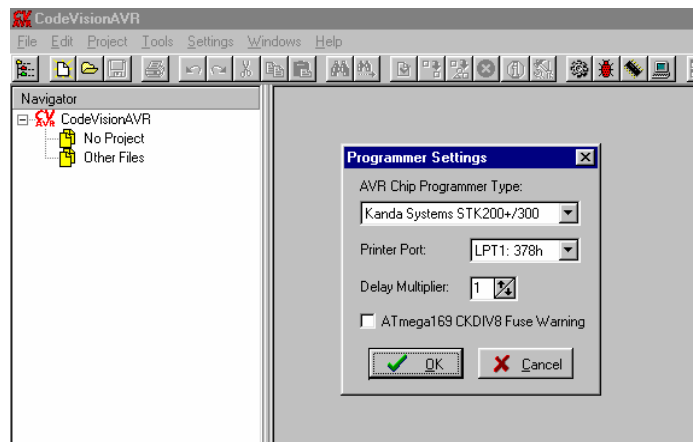 CodeVisionAVR
File Edit Project Tools Settings Windows Help
Navigator
CodeVisionAVR
No Project
Other Files
Programmer Settings
AVR Chip Programmer Type:
Kanda Systems STK200+/300
Printer Port: LPT1: 378h
Delay Multiplier: 1
ATmega169 CKDIV8 Fuse Warning
OK Cancel